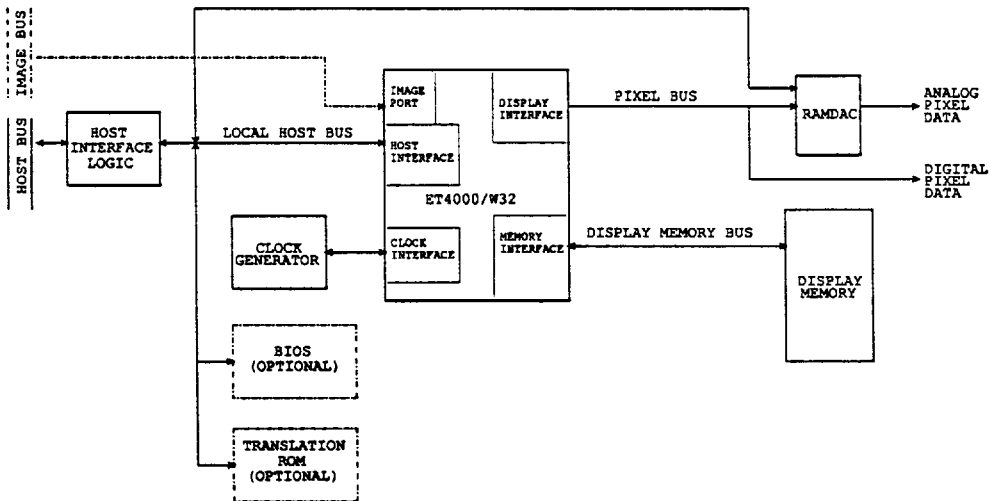 IMAGE BUS
HOST BUS
HOST
INTERFACE
LOGIC
LOCAL HOST BUS
IMAGE
PORT
HOST
INTERFACE
DISPLAY
INTERFACE
ET4000/W32
CLOCK
INTERFACE
MEMORY
INTERFACE
CLOCK
GENERATOR
PIXEL BUS
RAMDAC
ANALOG
PIXEL
DATA
DIGITAL
PIXEL
DATA
DISPLAY MEMORY BUS
DISPLAY
MEMORY
BIOS
(OPTIONAL)
TRANSLATION
ROM
(OPTIONAL)